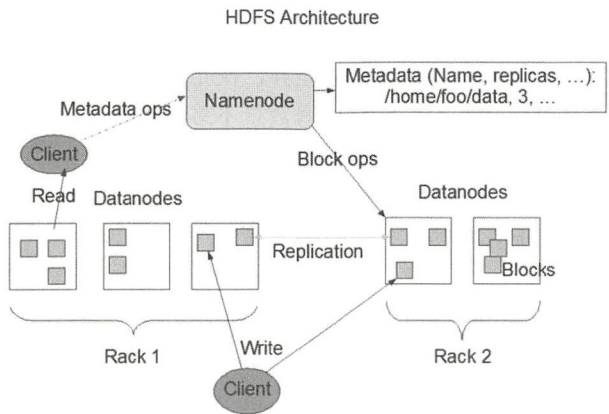 HDFS Architecture
Metadata (Name, replicas, ...):
/home/foo/data, 3, ...
Namenode
Metadata ops
Client
Block ops
Read
Datanodes
Datanodes
Replication
Blocks
Rack 1
Write
Rack 2
Client